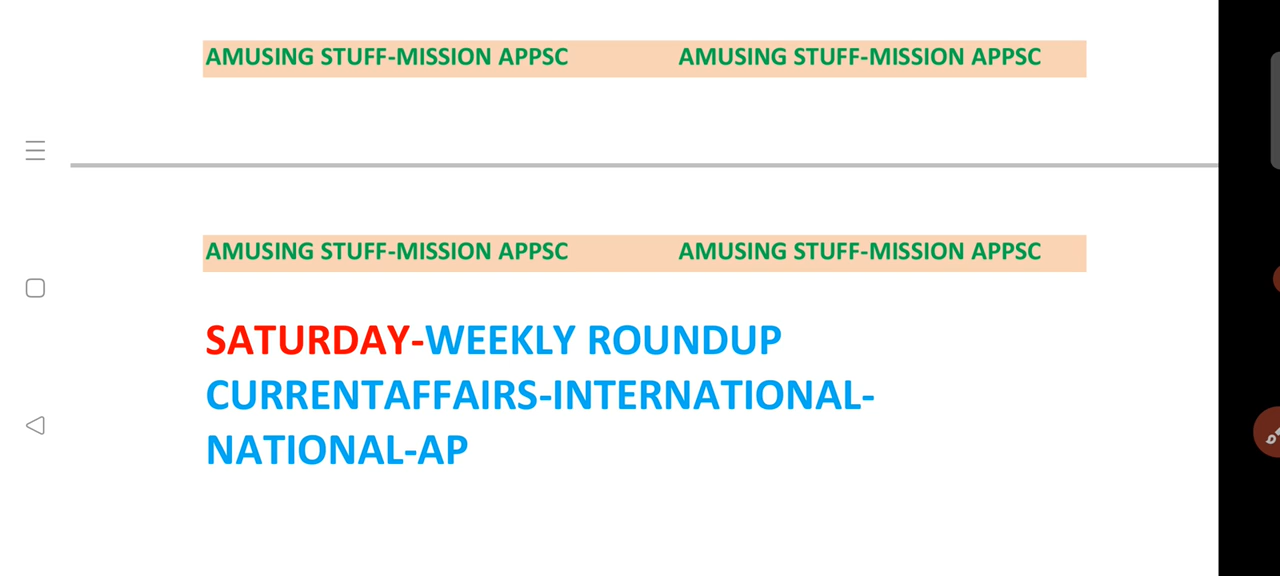 AMUSING STUFF-MISSION APPSC AMUSING STUFF-MISSION APPSC
AMUSING STUFF-MISSION APPSC AMUSING STUFF-MISSION APPSC
SATURDAY-WEEKLY ROUNDUP
CURRENTAFFAIRS-INTERNATIONAL-
NATIONAL-AP